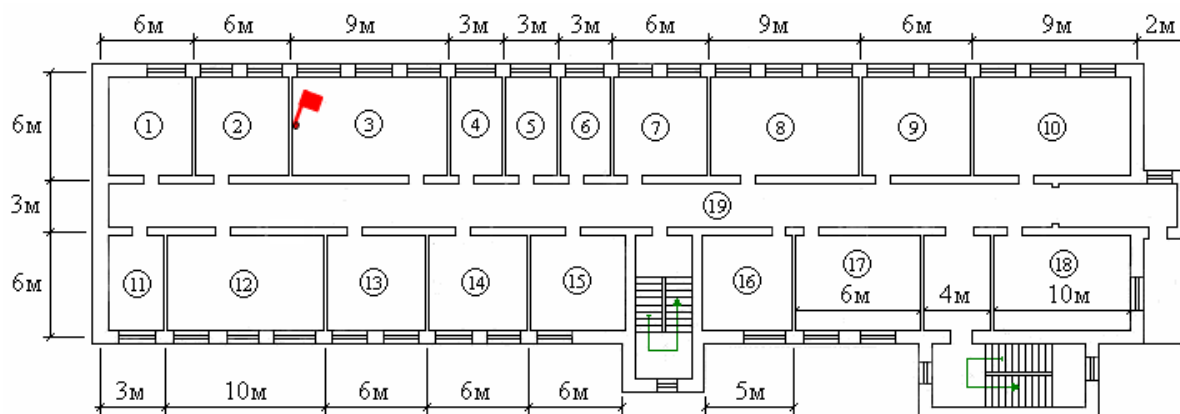 6м 6м 9м 3м 3м 3м 6м 9м 6м 9м 2м
6м 1 2 3 4 5 6 7 8 9 10
3м 19
6м 11 12 13 14 15 16 17 18
6м 4м 10м
3м 10м 6м 6м 6м 5м